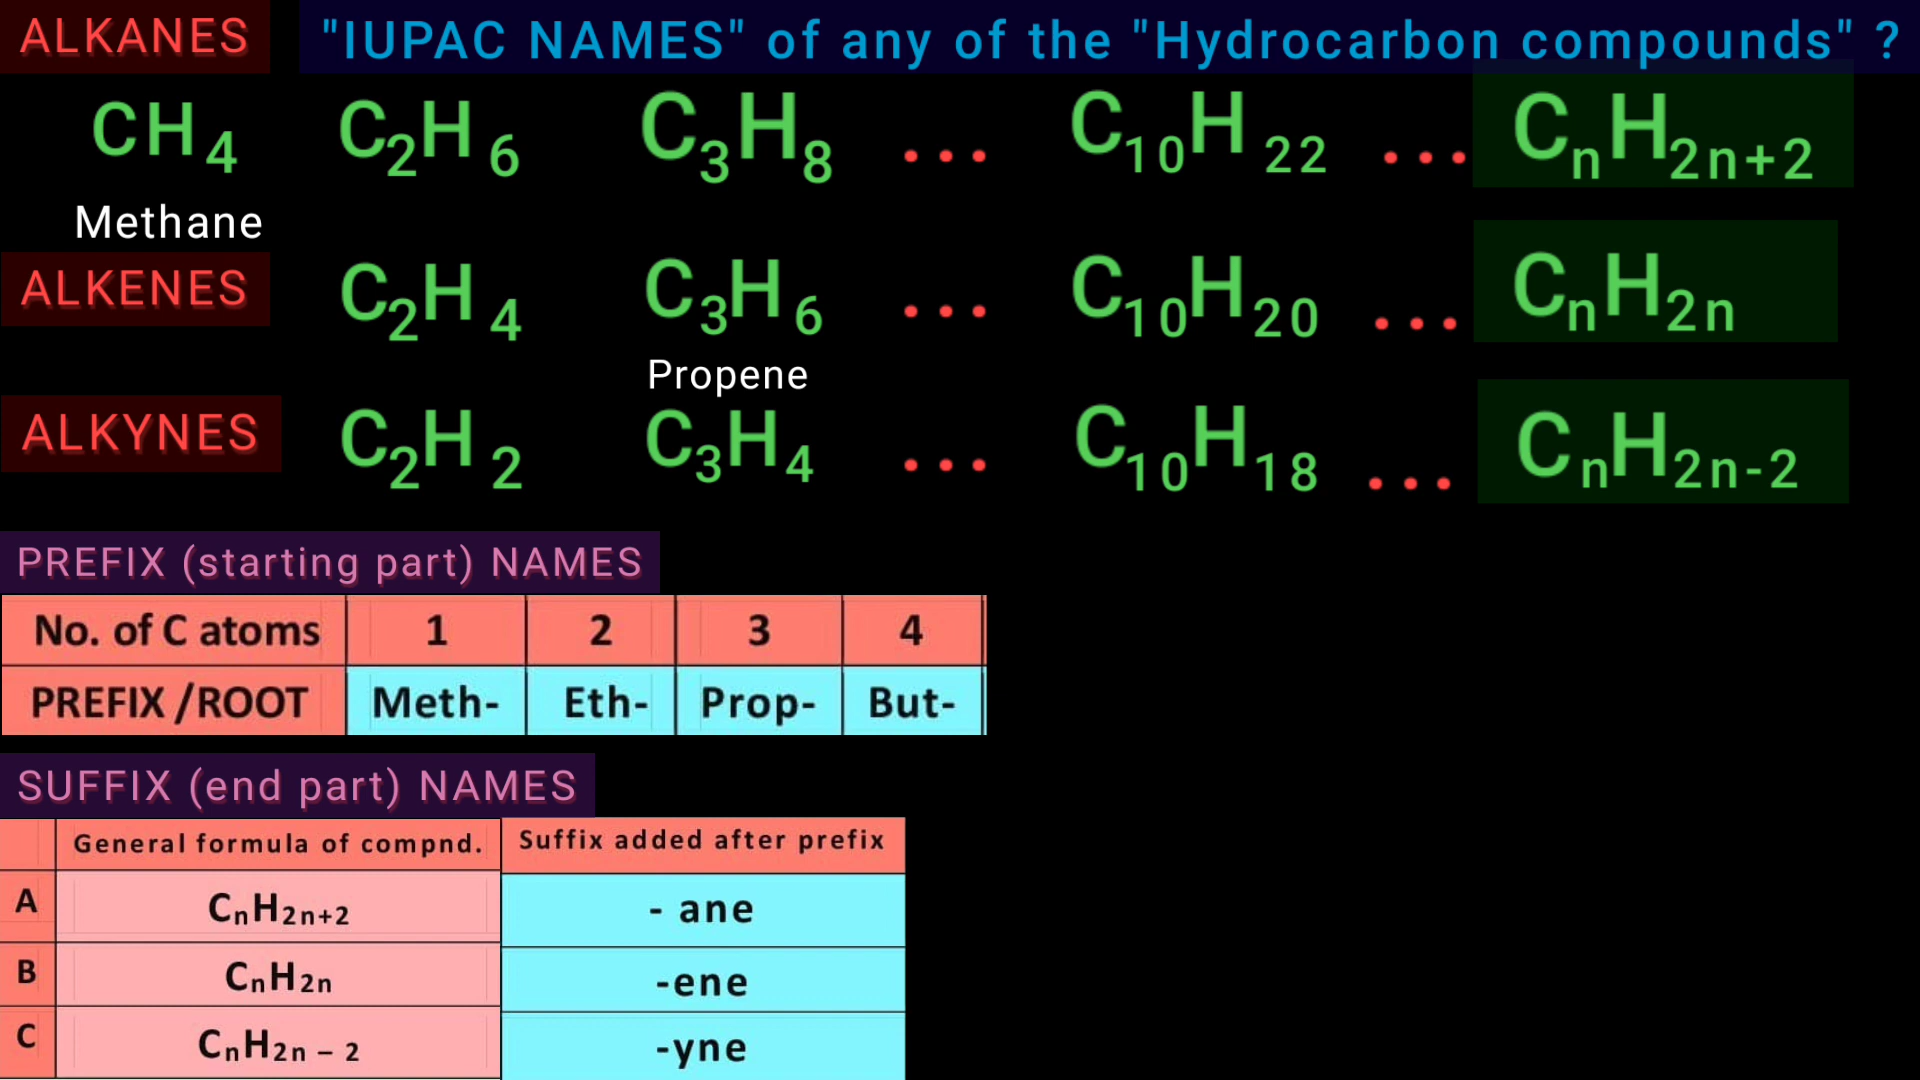 ALKANES "IUPAC NAMES" of any of the "Hydrocarbon compounds" ?
CH₄ C₂H₆ C₃H₈ ... C₁₀H₂₂ ... CₙH₂ₙ₊₂
Methane
ALKENES C₂H₄ C₃H₆ ... C₁₀H₂₀ ... CₙH₂ₙ
Propene
ALKYNES C₂H₂ C₃H₄ ... C₁₀H₁₈ ... CₙH₂ₙ₋₂
PREFIX (starting part) NAMES
No. of C atoms 1 2 3 4
PREFIX /ROOT Meth- Eth- Prop- But-
SUFFIX (end part) NAMES
General formula of compnd. Suffix added after prefix
A CₙH₂ₙ₊₂ - ane
B CₙH₂ₙ -ene
C CₙH₂ₙ ₋ ₂ -yne